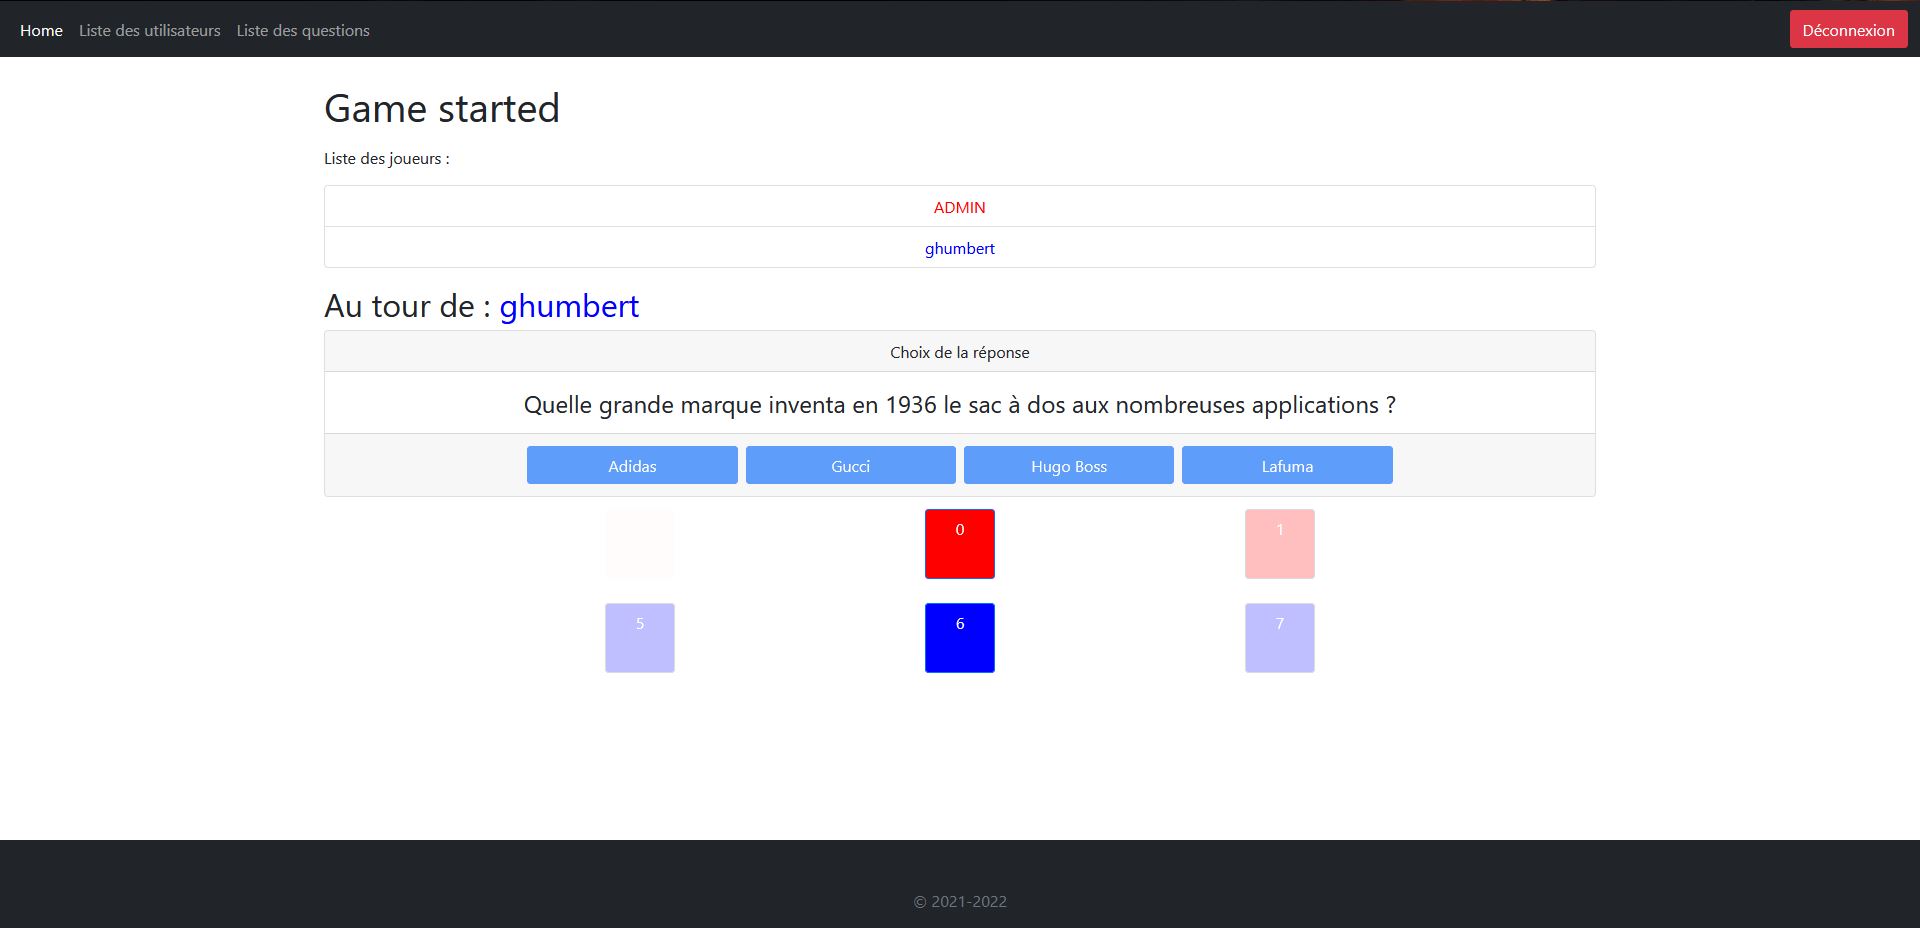 Home Liste des utilisateurs Liste des questions Déconnexion
Game started
Liste des joueurs :
ADMIN
ghumbert
Au tour de : ghumbert
Choix de la réponse
Quelle grande marque inventa en 1936 le sac à dos aux nombreuses applications ?
Adidas Gucci Hugo Boss Lafuma
0 1
5 6 7
© 2021-2022